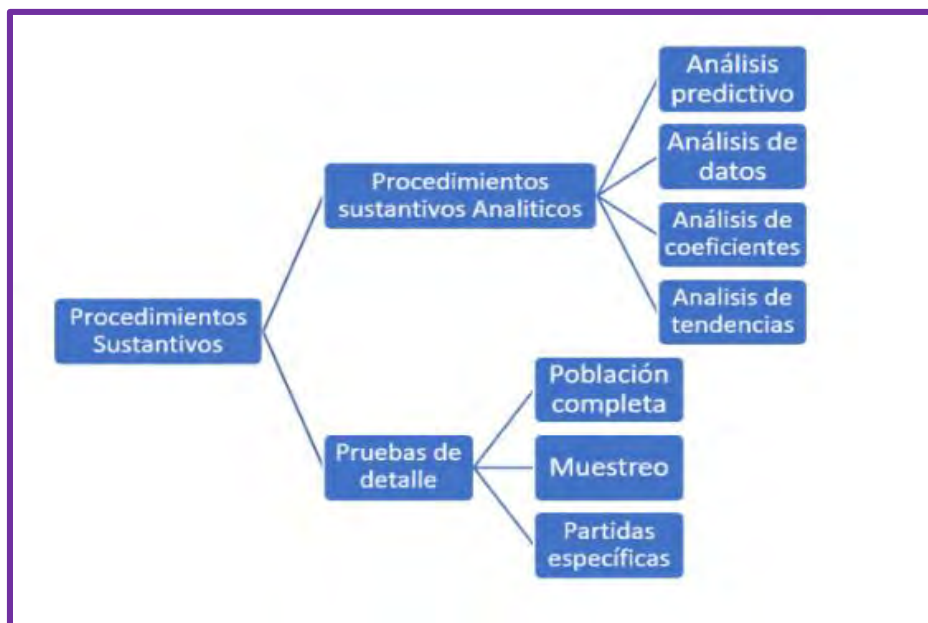 Análisis
predictivo
Análisis de
datos
Procedimientos
sustantivos Analiticos
Análisis de
coeficientes
Analisis de
tendencias
Procedimientos
Sustantivos
Población
completa
Pruebas de
detalle
Muestreo
Partidas
específicas